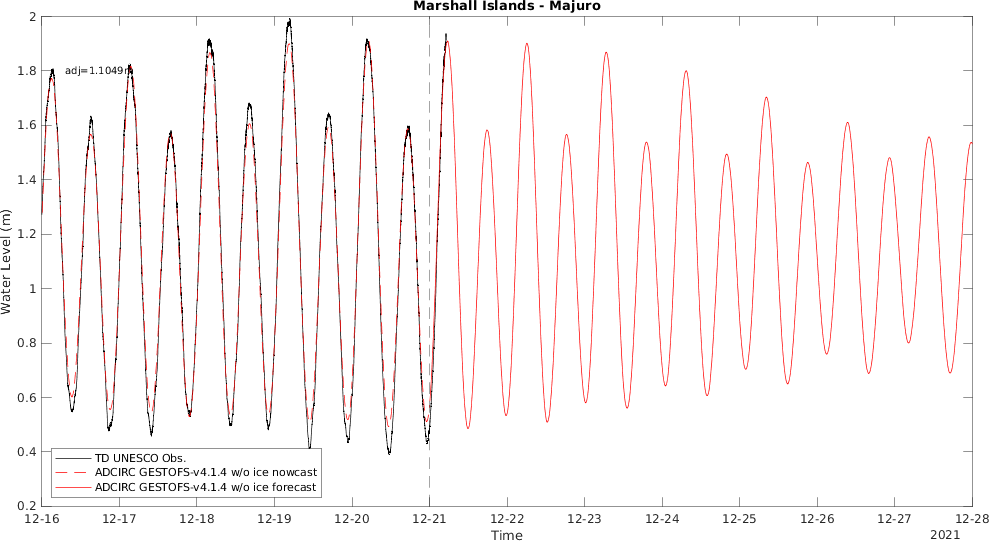 Marshall Islands - Majuro
2
1.8
1.6
1.4
1.2
1
0.8
0.6
0.4
0.2
Water Level (m)
adj=1.1049m
TD UNESCO Obs.
ADCIRC GESTOFS-v4.1.4 w/o ice nowcast
ADCIRC GESTOFS-v4.1.4 w/o ice forecast
12-16 12-17 12-18 12-19 12-20 12-21 12-22 12-23 12-24 12-25 12-26 12-27 12-28
Time
2021